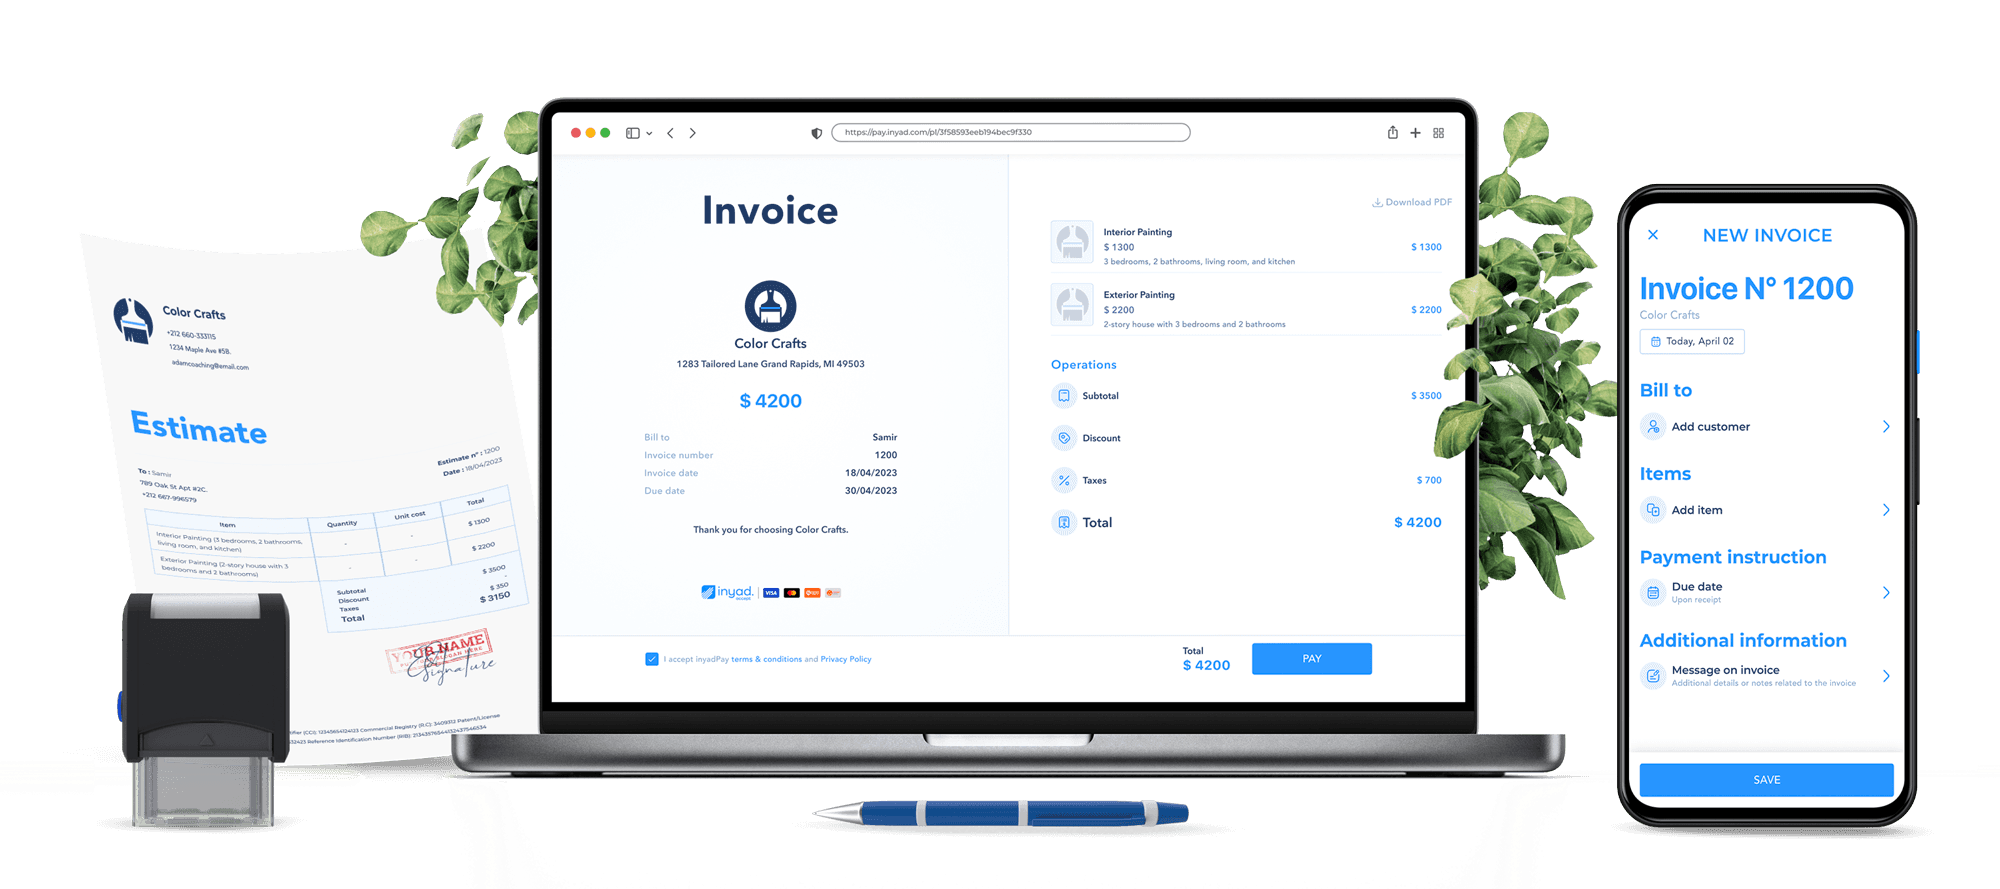 Color Crafts
+212 660-333115
1234 Maple Ave #5B.
adamcoaching@email.com
Estimate
Estimate n° : 1200
Date : 18/04/2023
To : Samir
789 Oak St Apt #2C.
+212 667-996579
Item Quantity Unit cost Total
Interior Painting (3 bedrooms, 2 bathrooms, living room, and kitchen) - - $ 1300
Exterior Painting (2-story house with 3 bedrooms and 2 bathrooms) - - $ 2200
Subtotal $ 3500
Discount -
Taxes $ 350
Total $ 3150
YOUR NAME
Signature
https://pay.inyad.com/pl/3f58593eeb194bec9f330
Invoice
Color Crafts
1283 Tailored Lane Grand Rapids, MI 49503
$ 4200
Bill to Samir
Invoice number 1200
Invoice date 18/04/2023
Due date 30/04/2023
Thank you for choosing Color Crafts.
inyad.
VISA
Download PDF
Interior Painting
$ 1300 $ 1300
3 bedrooms, 2 bathrooms, living room, and kitchen
Exterior Painting
$ 2200 $ 2200
2-story house with 3 bedrooms and 2 bathrooms
Operations
Subtotal $ 3500
Discount
Taxes $ 700
Total $ 4200
I accept inyadPay terms & conditions and Privacy Policy
Total
$ 4200
PAY
NEW INVOICE
Invoice N° 1200
Color Crafts
Today, April 02
Bill to
Add customer
Items
Add item
Payment instruction
Due date
Upon receipt
Additional information
Message on invoice
Additional details or notes related to the invoice
SAVE